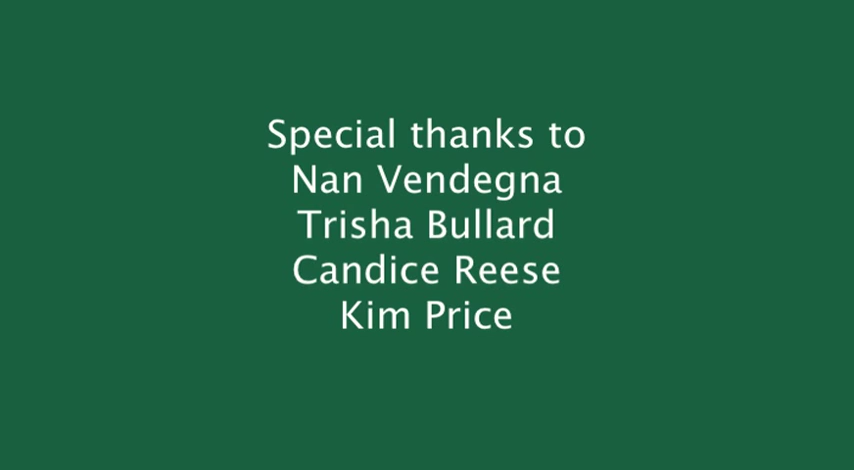 Special thanks to
Nan Vendegna
Trisha Bullard
Candice Reese
Kim Price